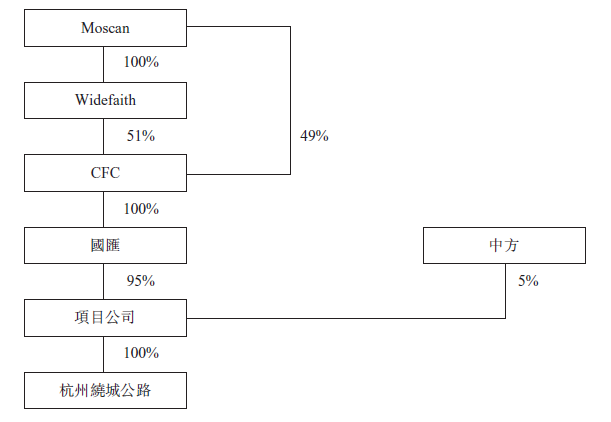 Moscan
100%
Widefaith
51%
49%
CFC
100%
國匯
中方
95%
5%
項目公司
100%
杭州繞城公路